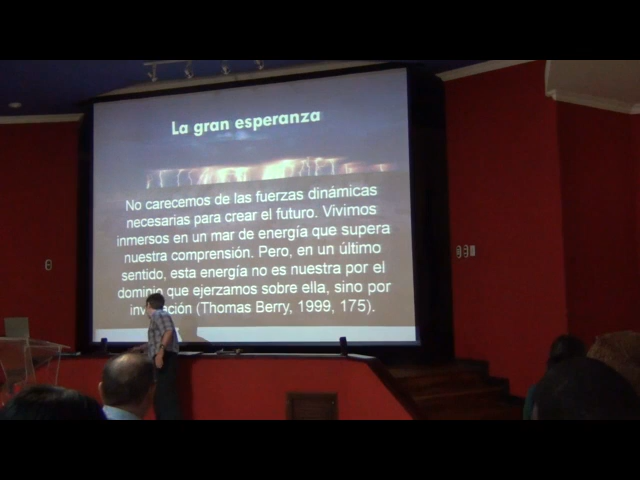 La gran esperanza
No carecemos de las fuerzas dinámicas
necesarias para crear el futuro. Vivimos
inmersos en un mar de energía que supera
nuestra comprensión. Pero, en un último
sentido, esta energía no es nuestra por el
dominio que ejerzamos sobre ella, sino por
invocación (Thomas Berry, 1999, 175).